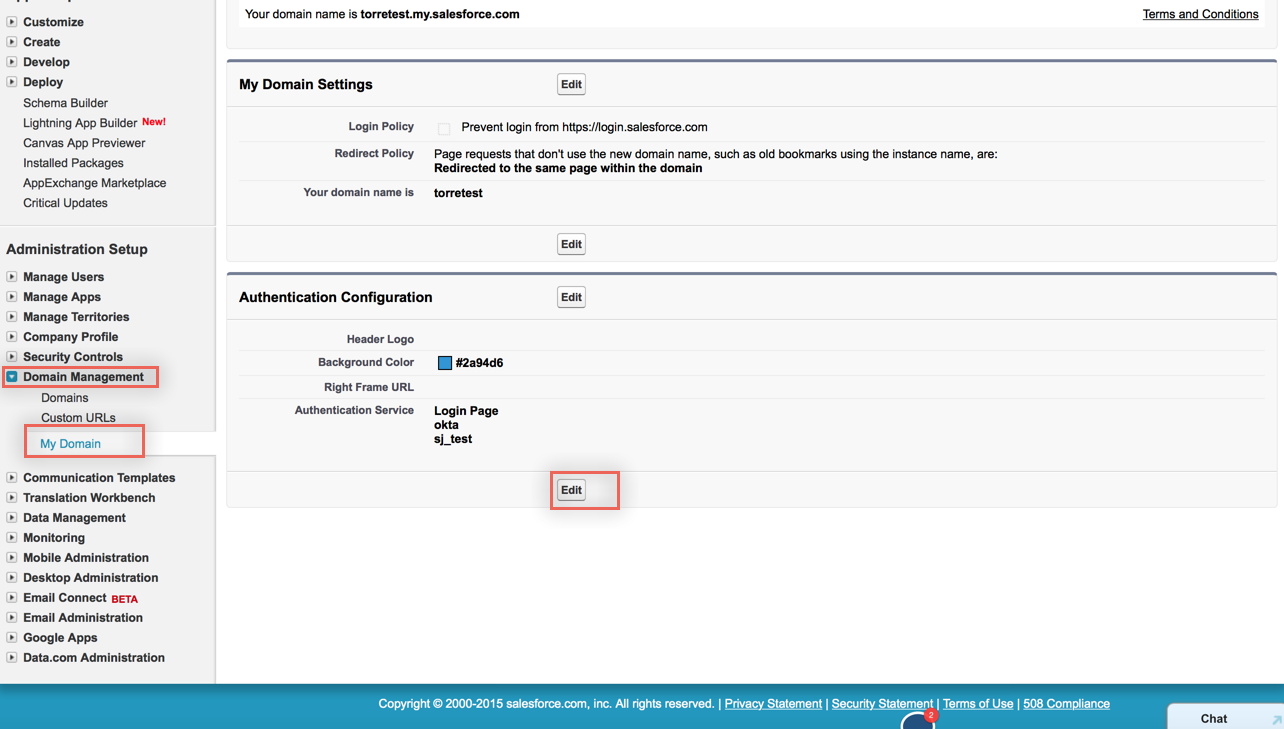 Customize
Create
Develop
Deploy
Schema Builder
Lightning App Builder New!
Canvas App Previewer
Installed Packages
AppExchange Marketplace
Critical Updates
Administration Setup
Manage Users
Manage Apps
Manage Territories
Company Profile
Security Controls
Domain Management
Domains
Custom URLs
My Domain
Communication Templates
Translation Workbench
Data Management
Monitoring
Mobile Administration
Desktop Administration
Email Connect BETA
Email Administration
Google Apps
Data.com Administration
Your domain name is torretest.my.salesforce.com
Terms and Conditions
My Domain Settings
Edit
Login Policy
Prevent login from https://login.salesforce.com
Redirect Policy
Page requests that don't use the new domain name, such as old bookmarks using the instance name, are:
Redirected to the same page within the domain
Your domain name is
torretest
Edit
Authentication Configuration
Edit
Header Logo
Background Color
#2a94d6
Right Frame URL
Authentication Service
Login Page
okta
sj_test
Edit
Copyright © 2000-2015 salesforce.com, inc. All rights reserved. | Privacy Statement | Security Statement | Terms of Use | 508 Compliance
2
Chat